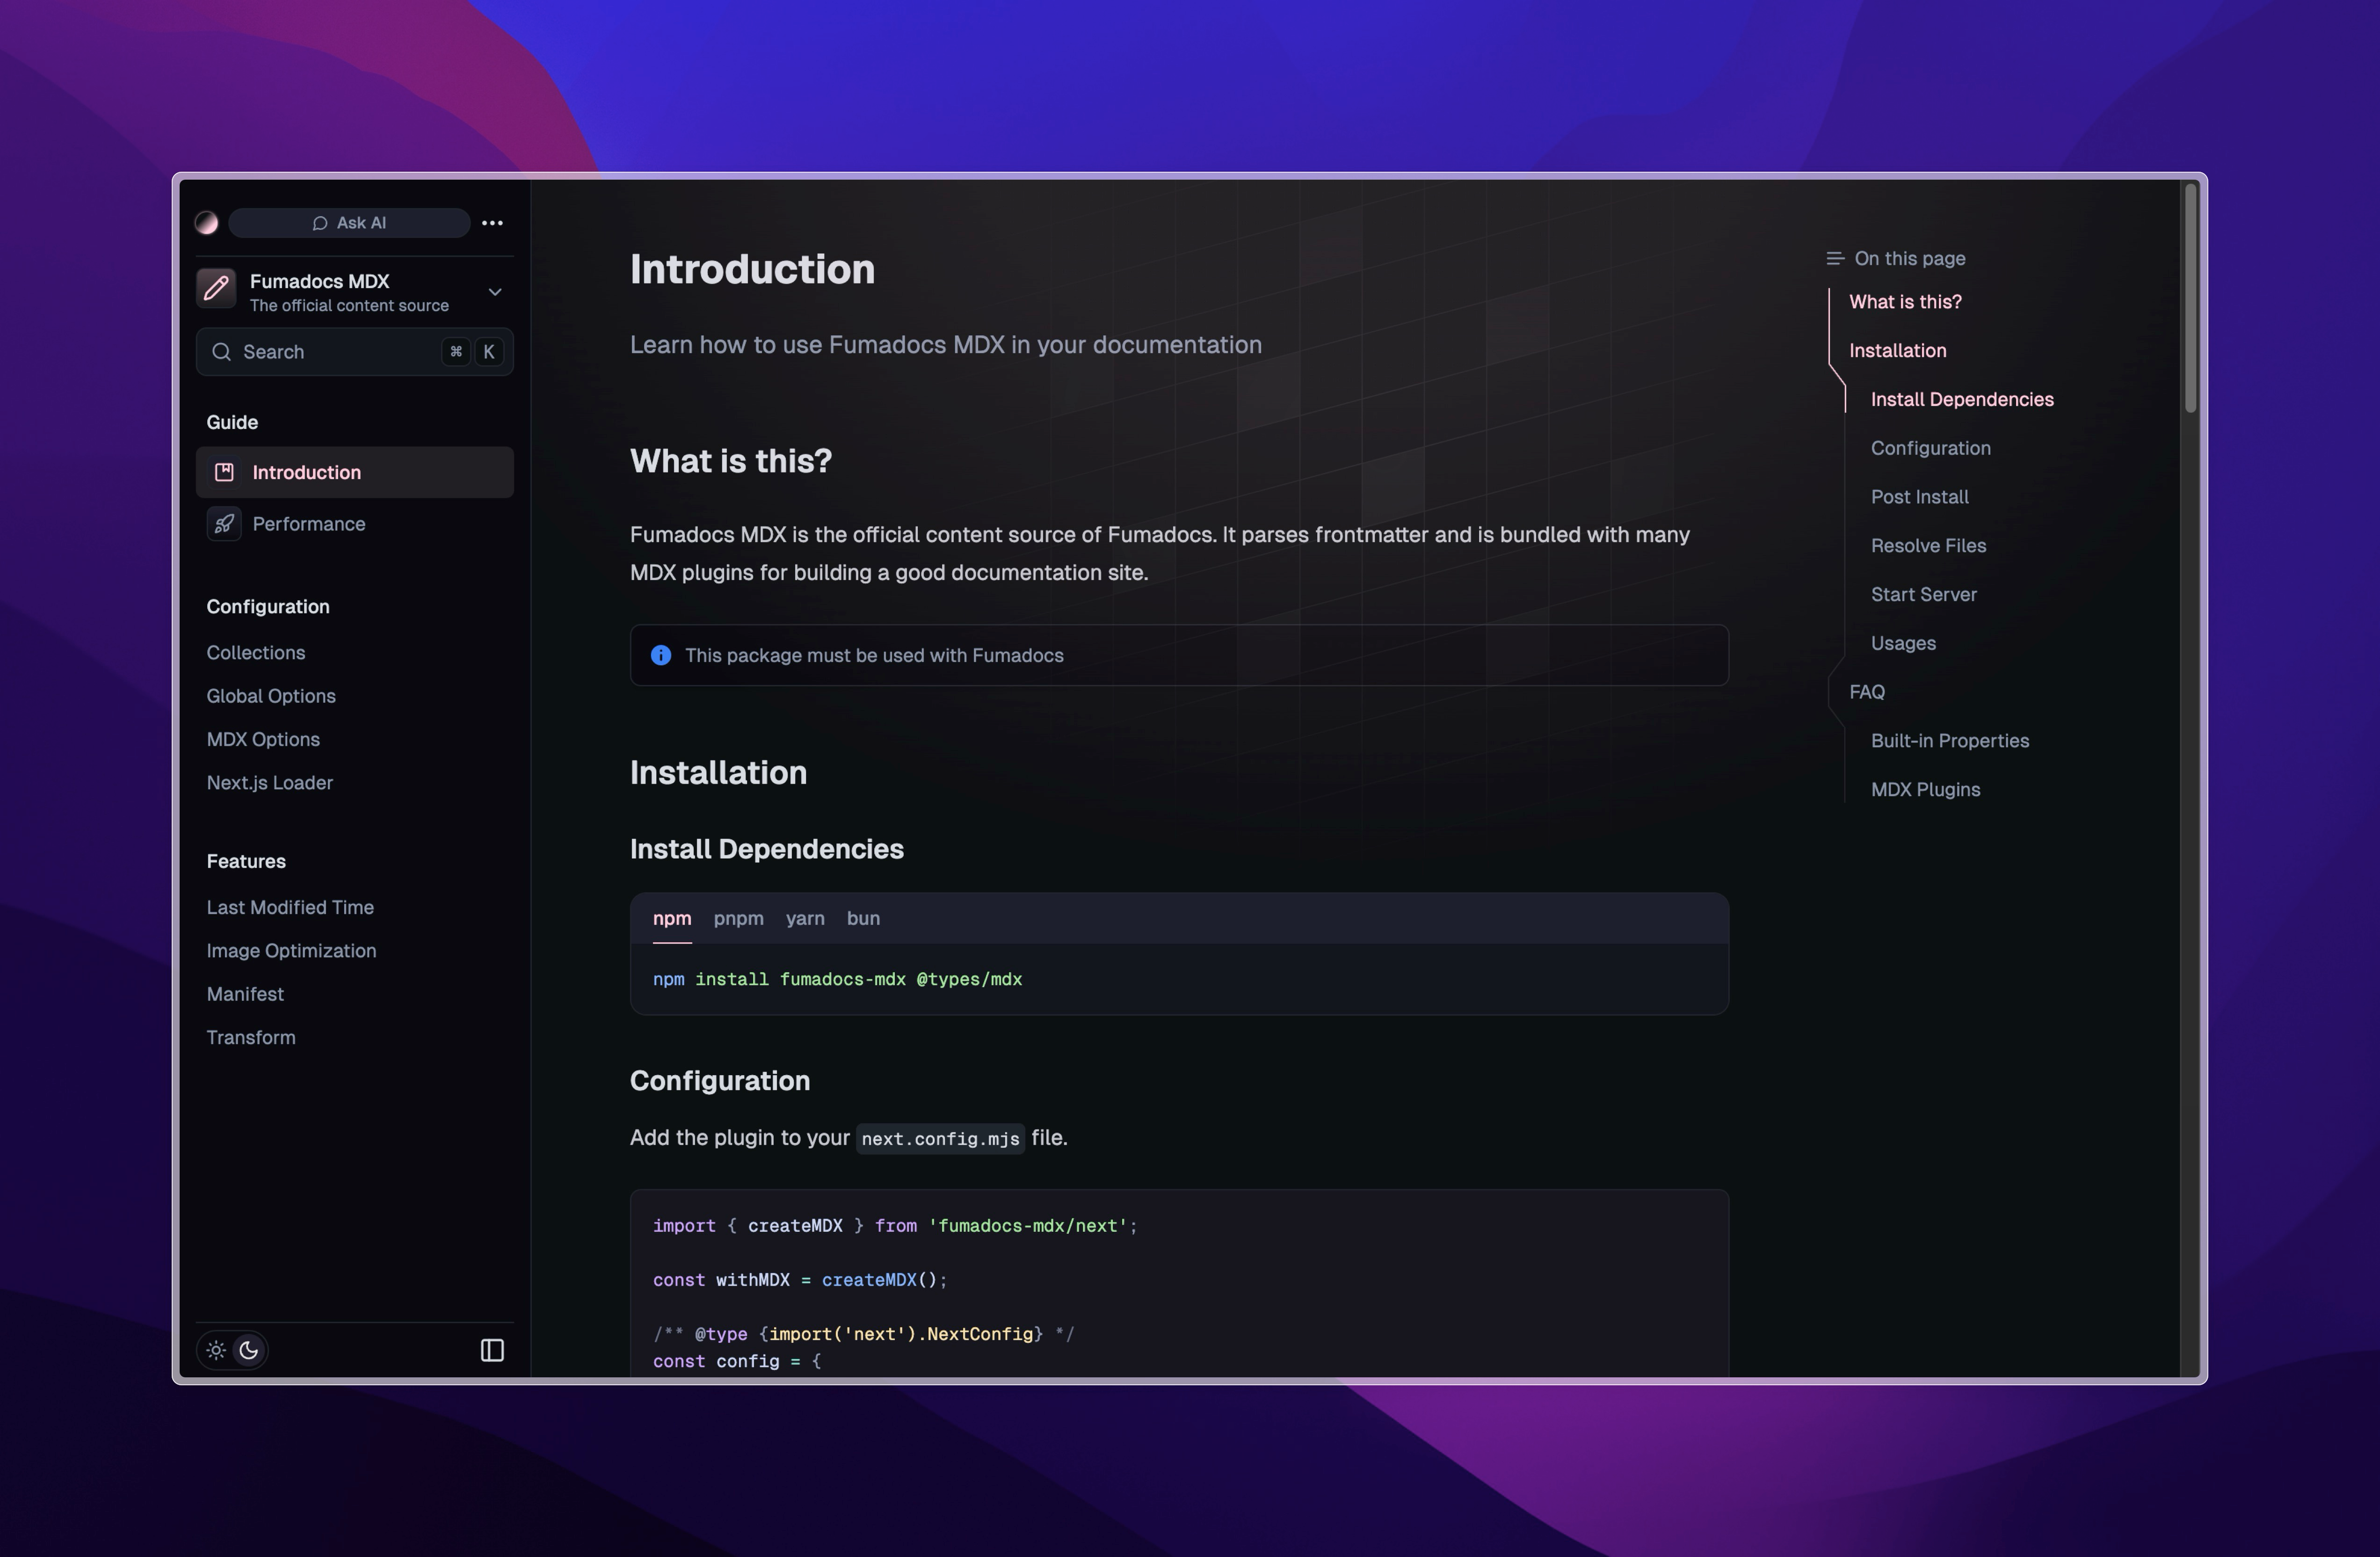 Ask AI
Fumadocs MDX
The official content source
Search ⌘ K
Guide
Introduction
Performance
Configuration
Collections
Global Options
MDX Options
Next.js Loader
Features
Last Modified Time
Image Optimization
Manifest
Transform
Introduction
Learn how to use Fumadocs MDX in your documentation
What is this?
Fumadocs MDX is the official content source of Fumadocs. It parses frontmatter and is bundled with many
MDX plugins for building a good documentation site.
This package must be used with Fumadocs
Installation
Install Dependencies
npm pnpm yarn bun
npm install fumadocs-mdx @types/mdx
Configuration
Add the plugin to your next.config.mjs file.
import { createMDX } from 'fumadocs-mdx/next';
const withMDX = createMDX();
/** @type {import('next').NextConfig} */
const config = {
On this page
What is this?
Installation
Install Dependencies
Configuration
Post Install
Resolve Files
Start Server
Usages
FAQ
Built-in Properties
MDX Plugins